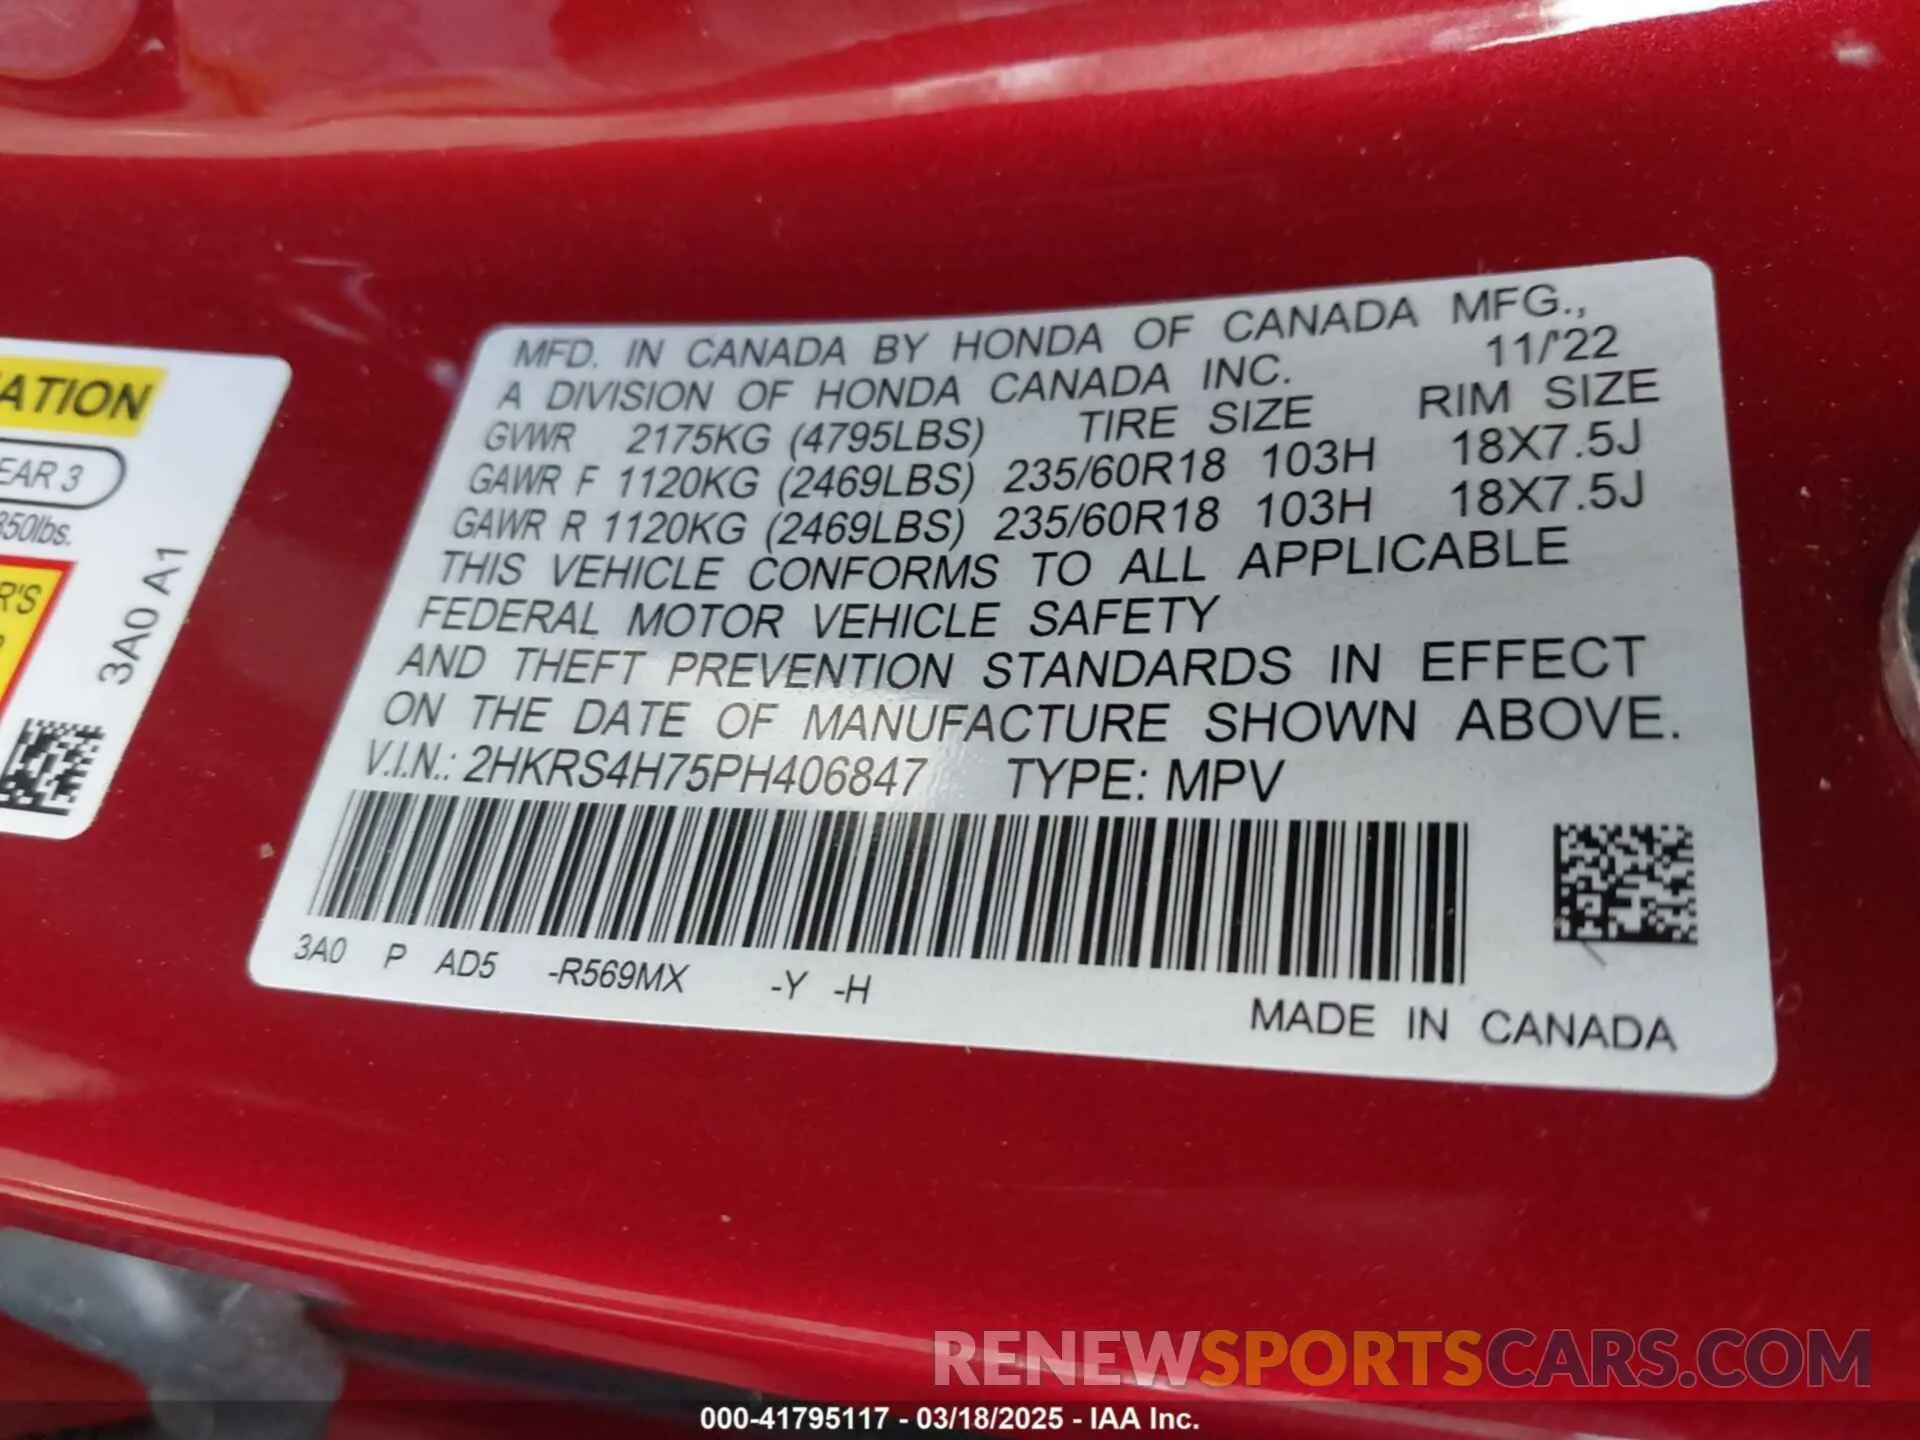 MFD. IN CANADA BY HONDA OF CANADA MFG.,
A DIVISION OF HONDA CANADA INC. 11/'22
GVWR 2175KG (4795LBS) TIRE SIZE RIM SIZE
GAWR F 1120KG (2469LBS) 235/60R18 103H 18X7.5J
GAWR R 1120KG (2469LBS) 235/60R18 103H 18X7.5J
THIS VEHICLE CONFORMS TO ALL APPLICABLE
FEDERAL MOTOR VEHICLE SAFETY
AND THEFT PREVENTION STANDARDS IN EFFECT
ON THE DATE OF MANUFACTURE SHOWN ABOVE.
V.I.N.: 2HKRS4H75PH406847 TYPE: MPV
3A0 P AD5 -R569MX -Y -H
MADE IN CANADA
ATION
EAR 3
350lbs.
R'S
3A0 A1
RENEWSPORTSCARS.COM
000-41795117 - 03/18/2025 - IAA Inc.